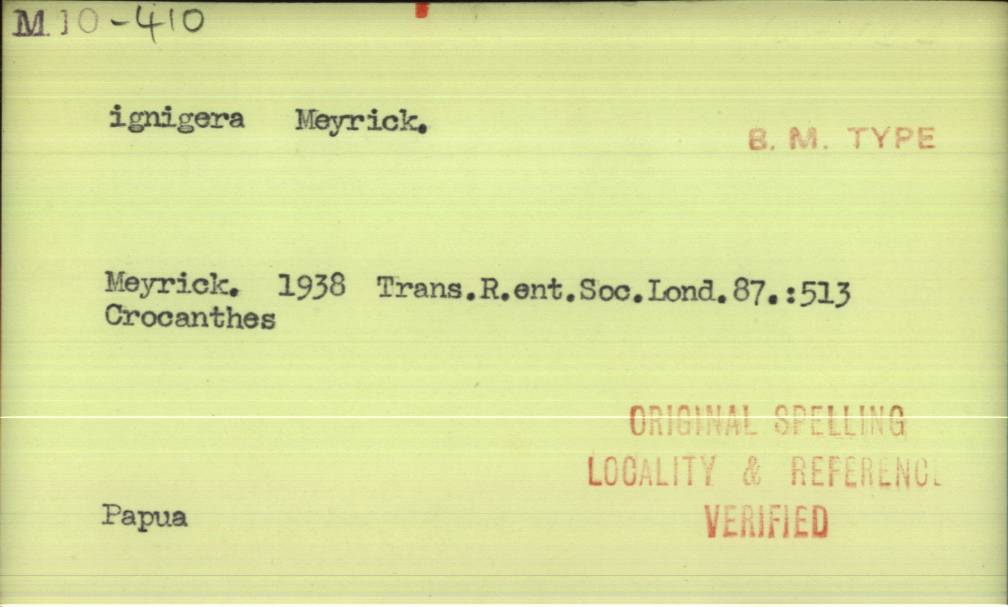 M 10-410
ignigera Meyrick.
B. M. TYPE
Meyrick. 1938 Trans.R.ent.Soc.Lond.87.:513
Crocanthes
ORIGINAL SPELLING
LOCALITY & REFERENCE
Papua
VERIFIED